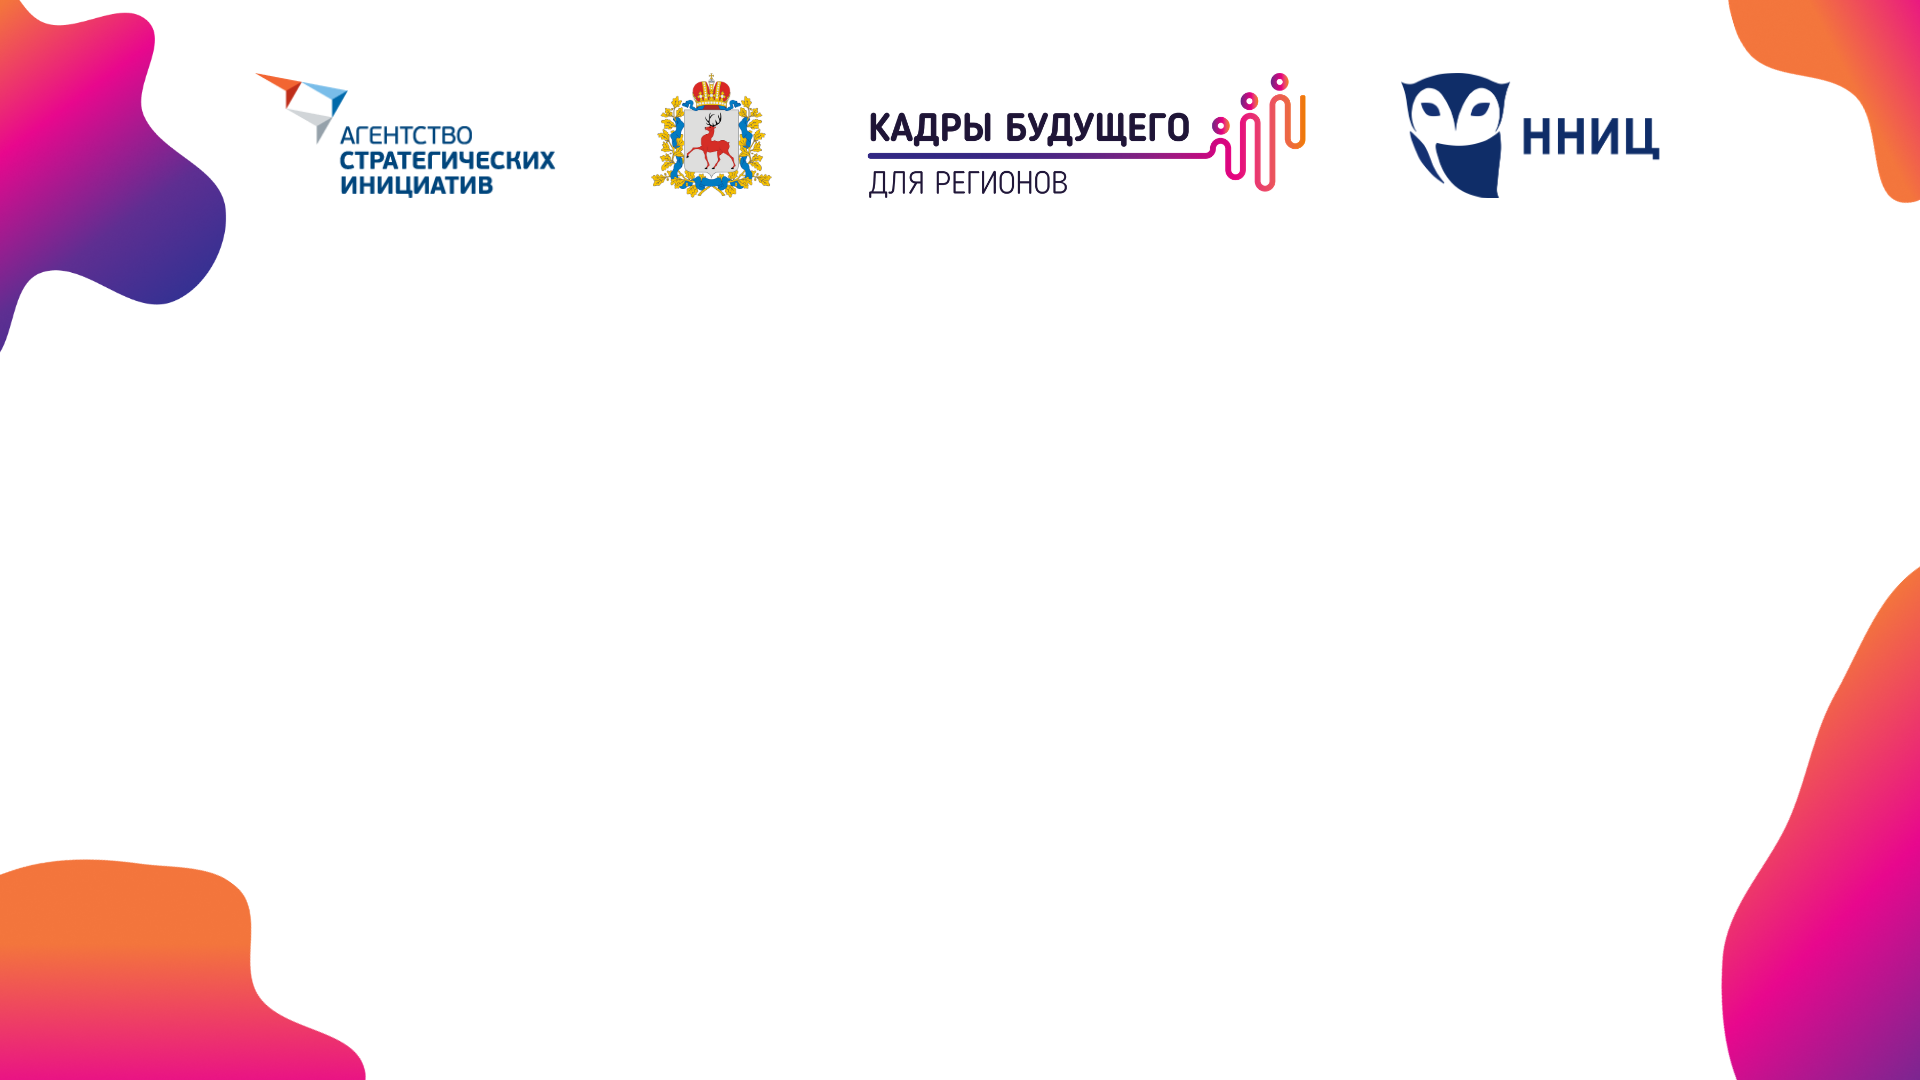 АГЕНТСТВО
СТРАТЕГИЧЕСКИХ
ИНИЦИАТИВ
КАДРЫ БУДУЩЕГО
ДЛЯ РЕГИОНОВ
ННИЦ